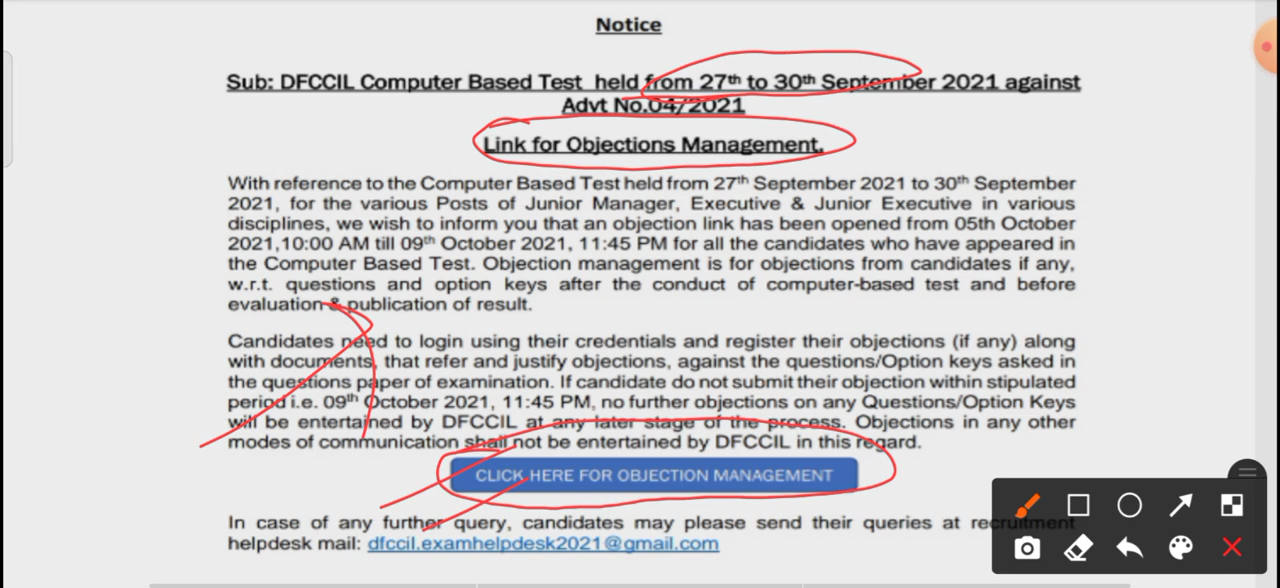 Notice
Sub: DFCCIL Computer Based Test held from 27th to 30th September 2021 against
Advt No.04/2021
Link for Objections Management.
With reference to the Computer Based Test held from 27th September 2021 to 30th September
2021, for the various Posts of Junior Manager, Executive & Junior Executive in various
disciplines, we wish to inform you that an objection link has been opened from 05th October
2021,10:00 AM till 09th October 2021, 11:45 PM for all the candidates who have appeared in
the Computer Based Test. Objection management is for objections from candidates if any,
w.r.t. questions and option keys after the conduct of computer-based test and before
evaluation & publication of result.
Candidates need to login using their credentials and register their objections (if any) along
with documents, that refer and justify objections, against the questions/Option keys asked in
the questions paper of examination. If candidate do not submit their objection within stipulated
period i.e. 09th October 2021, 11:45 PM, no further objections on any Questions/Option Keys
will be entertained by DFCCIL at any later stage of the process. Objections in any other
modes of communication shall not be entertained by DFCCIL in this regard.
CLICK HERE FOR OBJECTION MANAGEMENT
In case of any further query, candidates may please send their queries at recruitment
helpdesk mail: dfccil.examhelpdesk2021@gmail.com